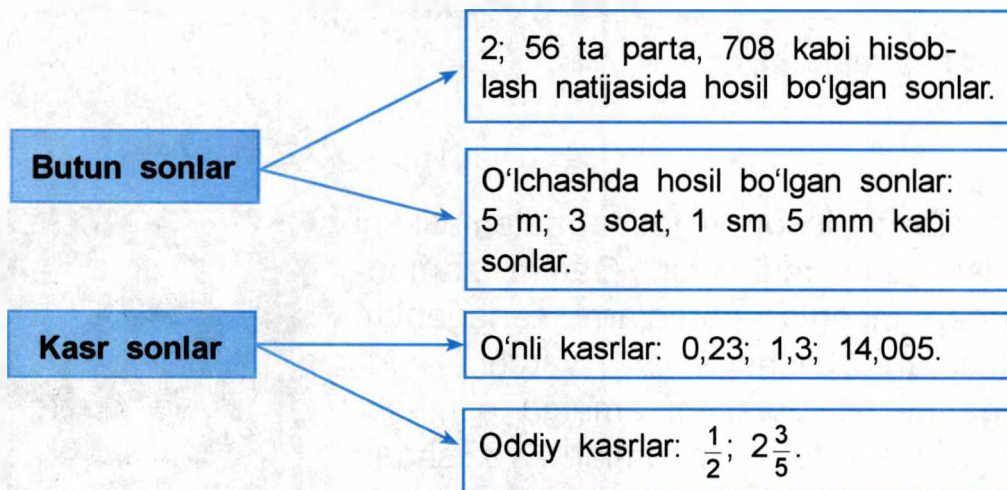 2; 56 ta parta, 708 kabi hisob-
lash natijasida hosil bo‘lgan sonlar.
Butun sonlar
O‘lchashda hosil bo‘lgan sonlar:
5 m; 3 soat, 1 sm 5 mm kabi
sonlar.
Kasr sonlar
O‘nli kasrlar: 0,23; 1,3; 14,005.
Oddiy kasrlar: 1/2; 2 3/5.